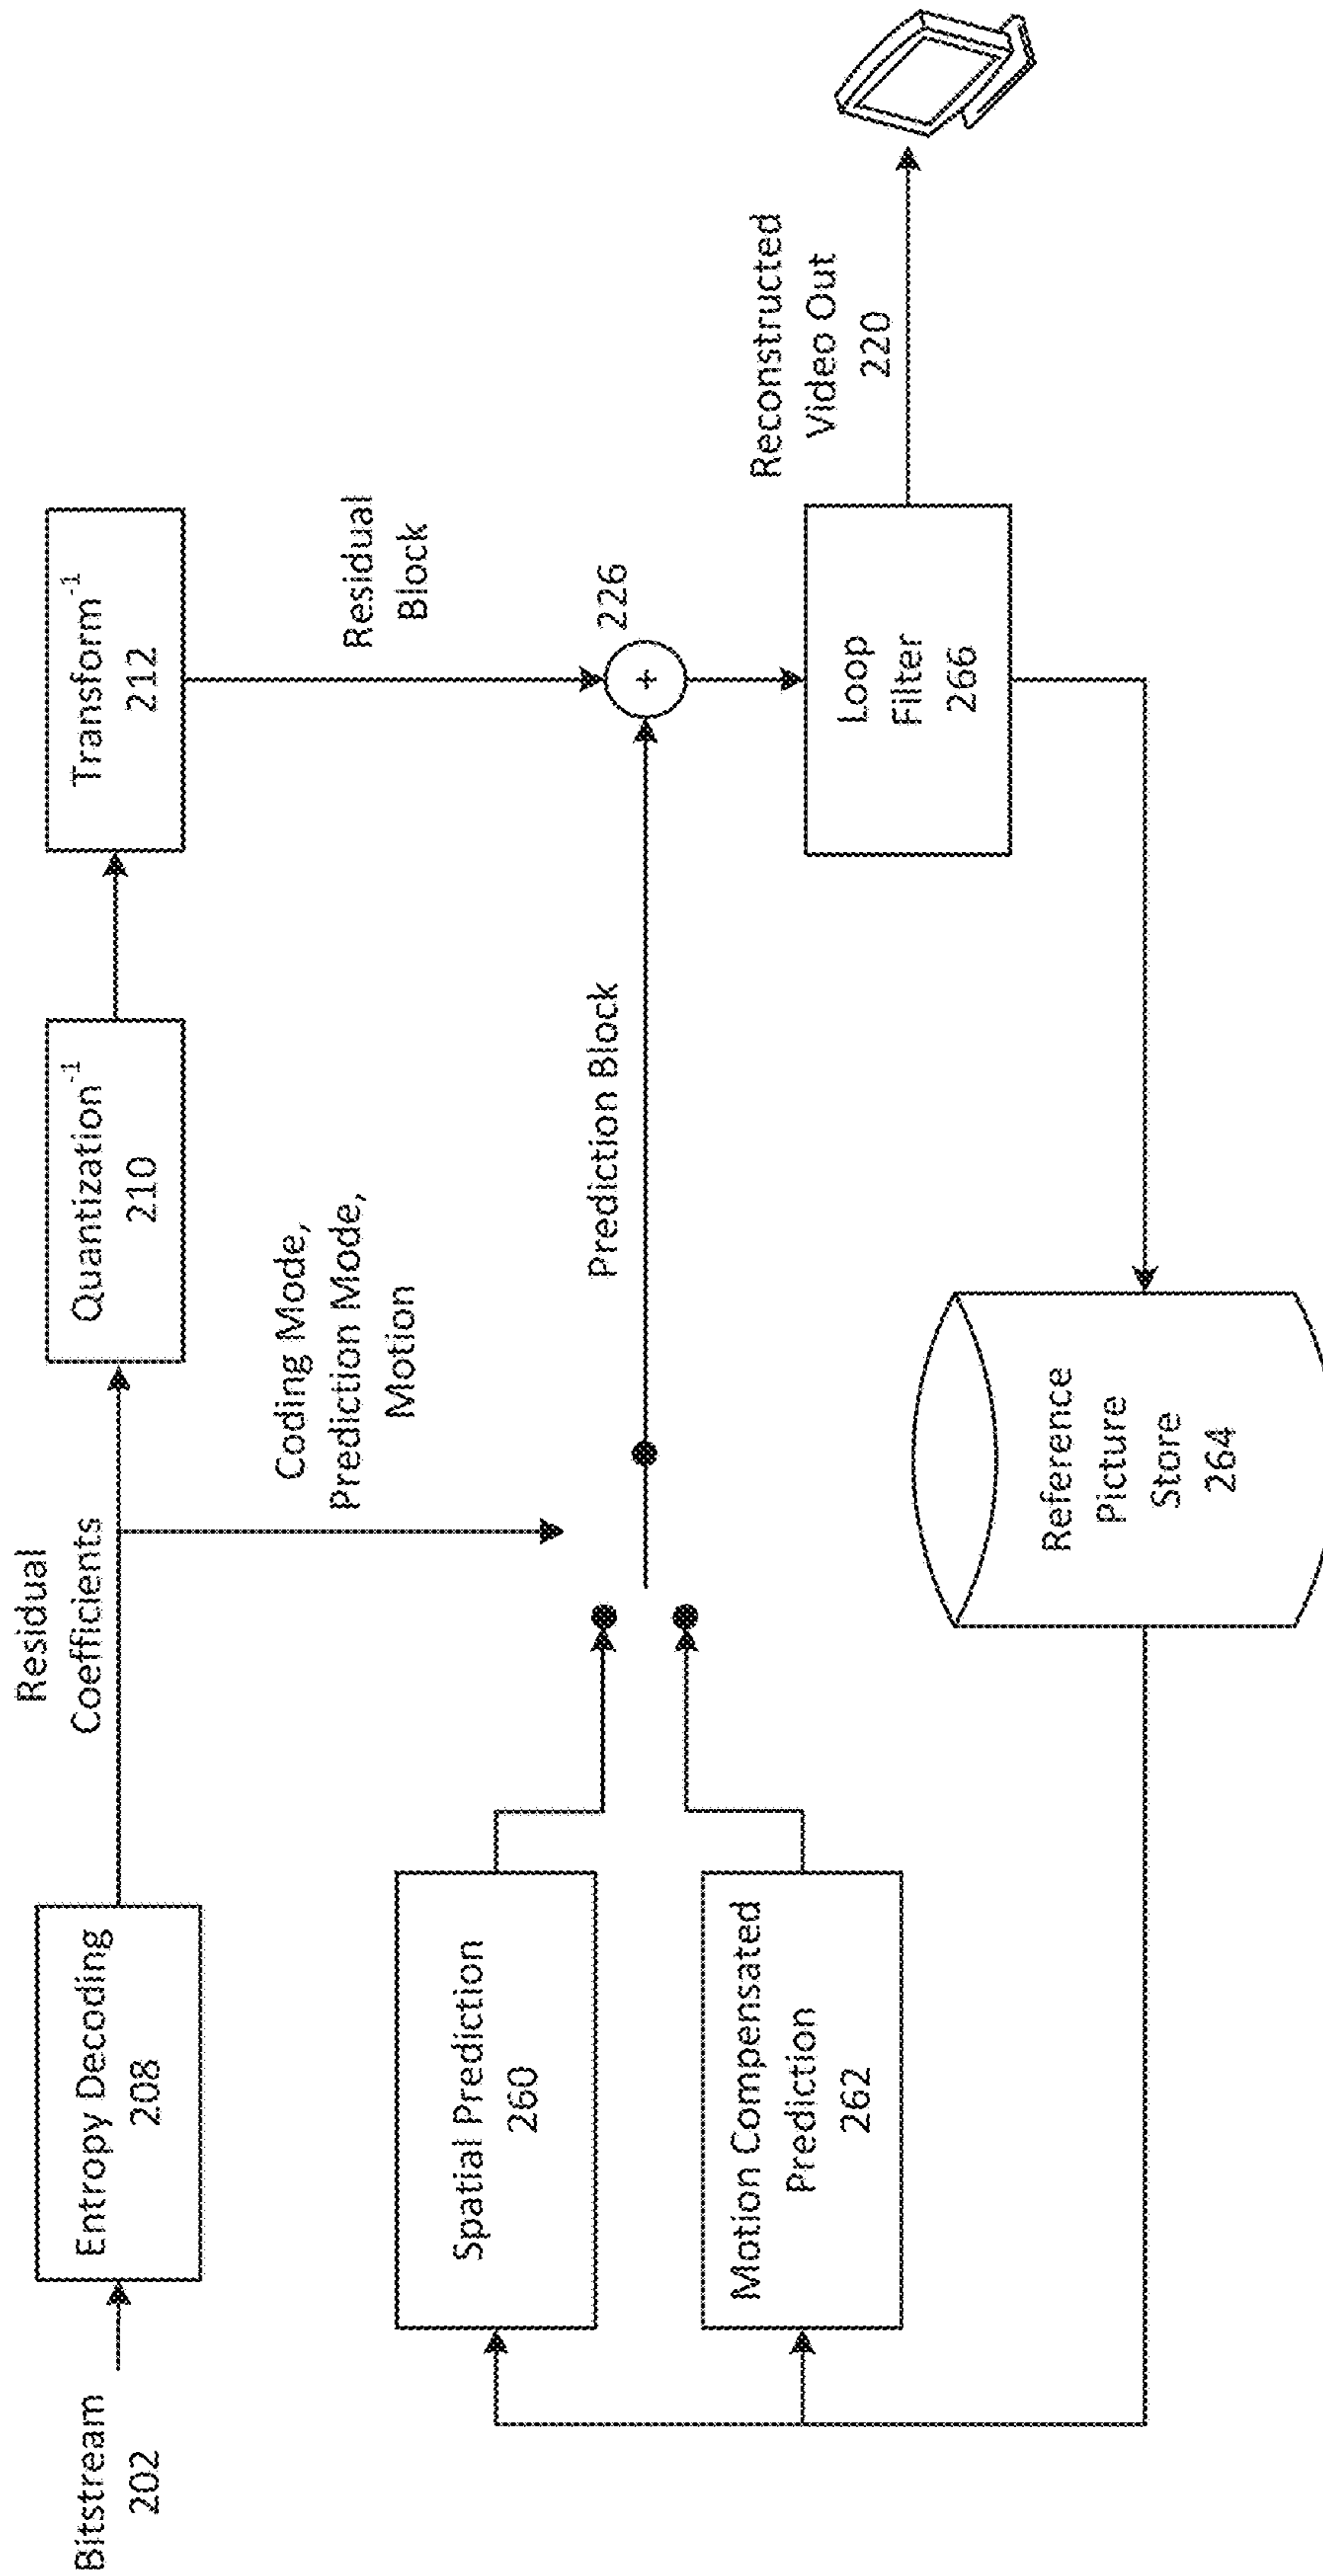 Bitstream
202
Entropy Decoding
208
Residual
Coefficients
Quantization-1
210
Transform-1
212
Coding Mode,
Prediction Mode,
Motion
Residual
Block
Spatial Prediction
260
Motion Compensated
Prediction
262
Prediction Block
+
226
Loop
Filter
266
Reconstructed
Video Out
220
Reference
Picture
Store
264